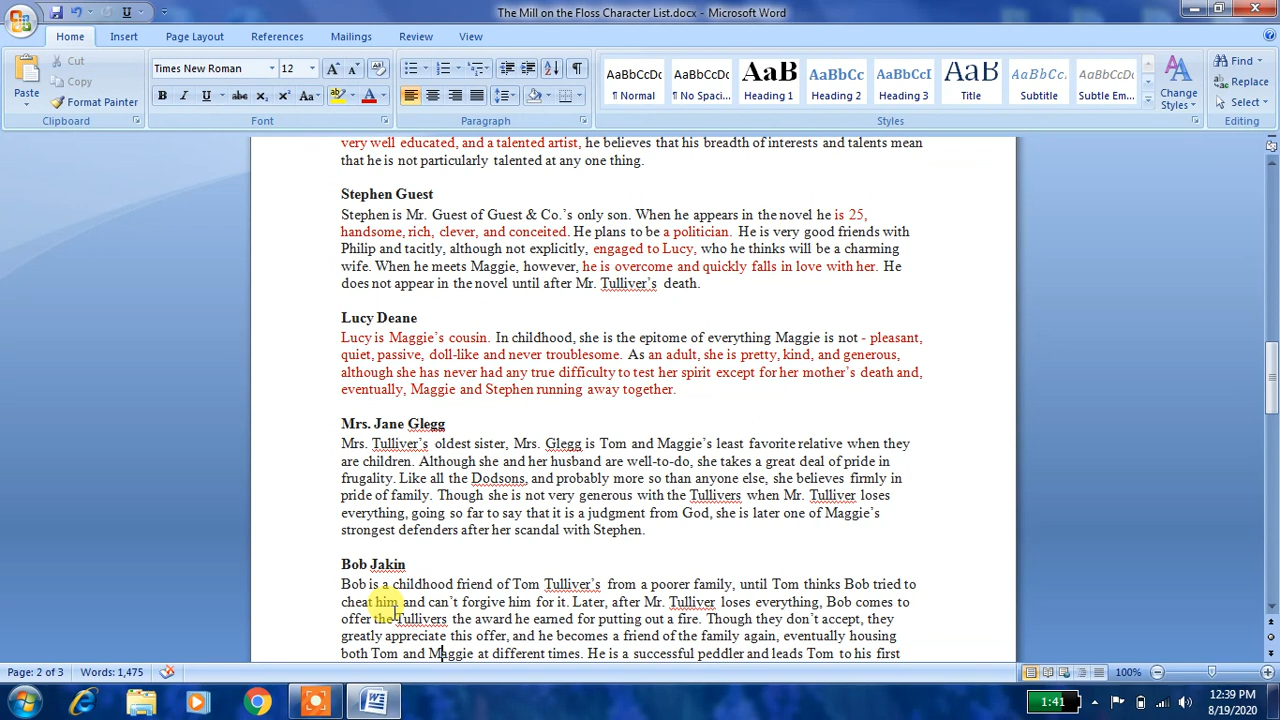 The Mill on the Floss Character List.docx - Microsoft Word
Home Insert Page Layout References Mailings Review View
Paste Cut Copy Format Painter Clipboard
Times New Roman 12
B I U abc x₂ x² Aa ab A Font
Paragraph
AaBbCcDc AaBbCcDc AaB AaBbCc AaBbCcI AaB AaBbCcI AaBbCcDc
¶ Normal ¶ No Spaci... Heading 1 Heading 2 Heading 3 Title Subtitle Subtle Em...
Styles
Change Styles
Find Replace Select Editing
very well educated, and a talented artist, he believes that his breadth of interests and talents mean
that he is not particularly talented at any one thing.
Stephen Guest
Stephen is Mr. Guest of Guest & Co.’s only son. When he appears in the novel he is 25,
handsome, rich, clever, and conceited. He plans to be a politician. He is very good friends with
Philip and tacitly, although not explicitly, engaged to Lucy, who he thinks will be a charming
wife. When he meets Maggie, however, he is overcome and quickly falls in love with her. He
does not appear in the novel until after Mr. Tulliver’s death.
Lucy Deane
Lucy is Maggie’s cousin. In childhood, she is the epitome of everything Maggie is not - pleasant,
quiet, passive, doll-like and never troublesome. As an adult, she is pretty, kind, and generous,
although she has never had any true difficulty to test her spirit except for her mother’s death and,
eventually, Maggie and Stephen running away together.
Mrs. Jane Glegg
Mrs. Tulliver’s oldest sister, Mrs. Glegg is Tom and Maggie’s least favorite relative when they
are children. Although she and her husband are well-to-do, she takes a great deal of pride in
frugality. Like all the Dodsons, and probably more so than anyone else, she believes firmly in
pride of family. Though she is not very generous with the Tullivers when Mr. Tulliver loses
everything, going so far to say that it is a judgment from God, she is later one of Maggie’s
strongest defenders after her scandal with Stephen.
Bob Jakin
Bob is a childhood friend of Tom Tulliver’s from a poorer family, until Tom thinks Bob tried to
cheat him and can’t forgive him for it. Later, after Mr. Tulliver loses everything, Bob comes to
offer the Tullivers the award he earned for putting out a fire. Though they don’t accept, they
greatly appreciate this offer, and he becomes a friend of the family again, eventually housing
both Tom and Maggie at different times. He is a successful peddler and leads Tom to his first
Page: 2 of 3 Words: 1,475 100%
1:41 12:39 PM
8/19/2020